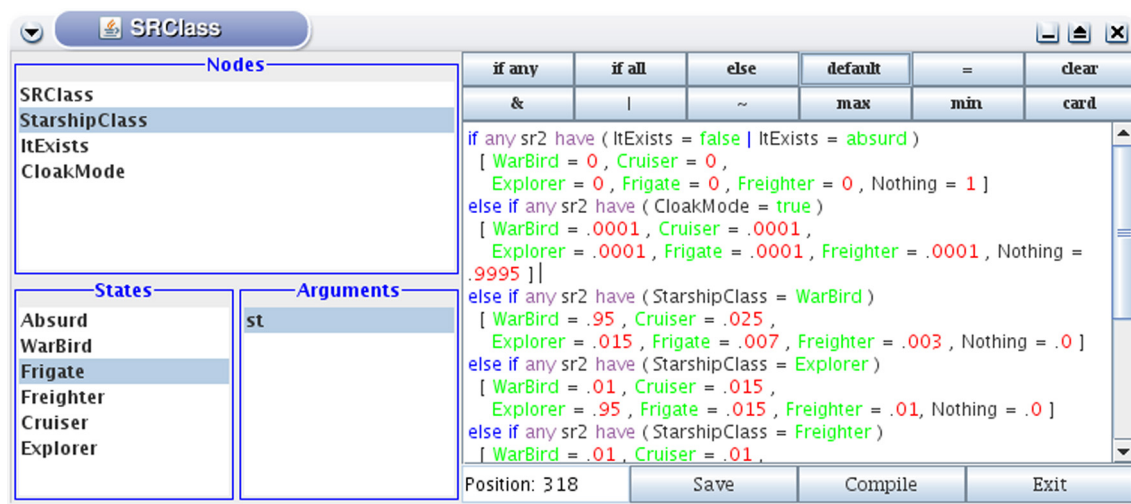 SRClass
Nodes
SRClass
StarshipClass
ItExists
CloakMode
States
Absurd
WarBird
Frigate
Freighter
Cruiser
Explorer
Arguments
st
if any if all else default = clear
& | ~ max min card
if any sr2 have ( ItExists = false | ItExists = absurd )
[ WarBird = 0 , Cruiser = 0 ,
Explorer = 0 , Frigate = 0 , Freighter = 0 , Nothing = 1 ]
else if any sr2 have ( CloakMode = true )
[ WarBird = .0001 , Cruiser = .0001 ,
Explorer = .0001 , Frigate = .0001 , Freighter = .0001 , Nothing =
.9995 ]
else if any sr2 have ( StarshipClass = WarBird )
[ WarBird = .95 , Cruiser = .025 ,
Explorer = .015 , Frigate = .007 , Freighter = .003 , Nothing = .0 ]
else if any sr2 have ( StarshipClass = Explorer )
[ WarBird = .01 , Cruiser = .015 ,
Explorer = .95 , Frigate = .015 , Freighter = .01, Nothing = .0 ]
else if any sr2 have ( StarshipClass = Freighter )
[ WarBird = .01 , Cruiser = .01 ,
Position: 318 Save Compile Exit